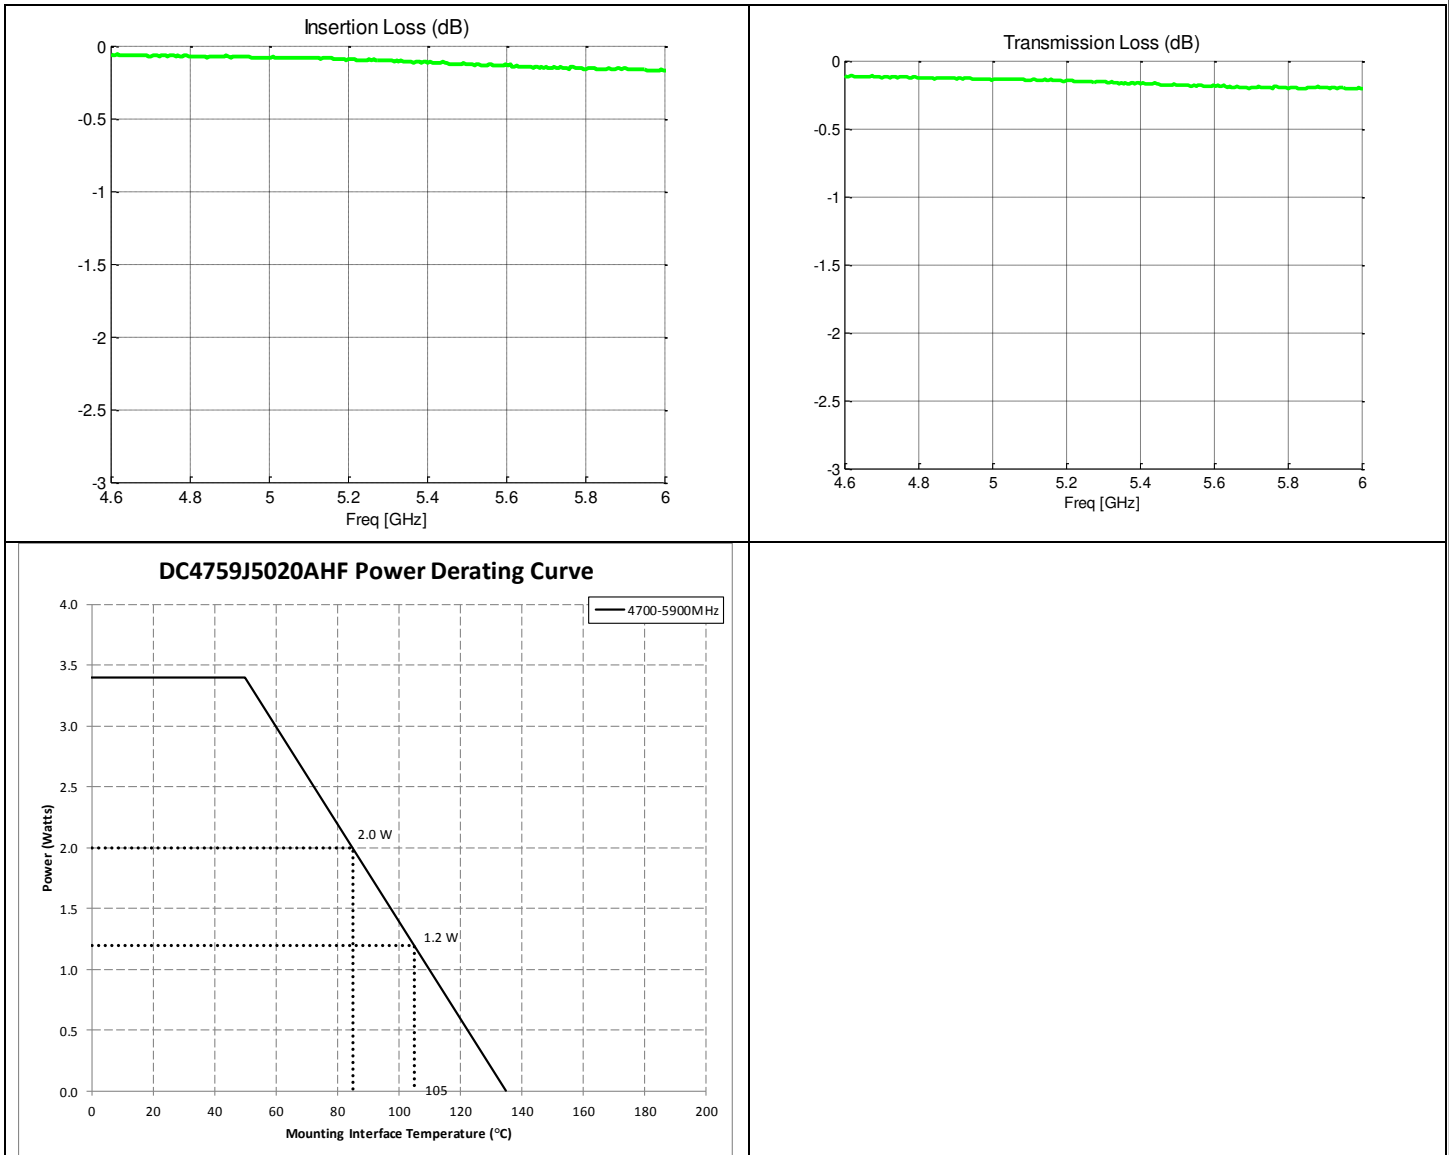 Insertion Loss (dB)
0
-0.5
-1
-1.5
-2
-2.5
-3
4.6 4.8 5 5.2 5.4 5.6 5.8 6
Freq [GHz]
Transmission Loss (dB)
0
-0.5
-1
-1.5
-2
-2.5
-3
4.6 4.8 5 5.2 5.4 5.6 5.8 6
Freq [GHz]
DC4759J5020AHF Power Derating Curve
4700-5900MHz
Power (Watts)
4.0
3.5
3.0
2.5
2.0
1.5
1.0
0.5
0.0
2.0 W
1.2 W
105
0 20 40 60 80 100 120 140 160 180 200
Mounting Interface Temperature (°C)